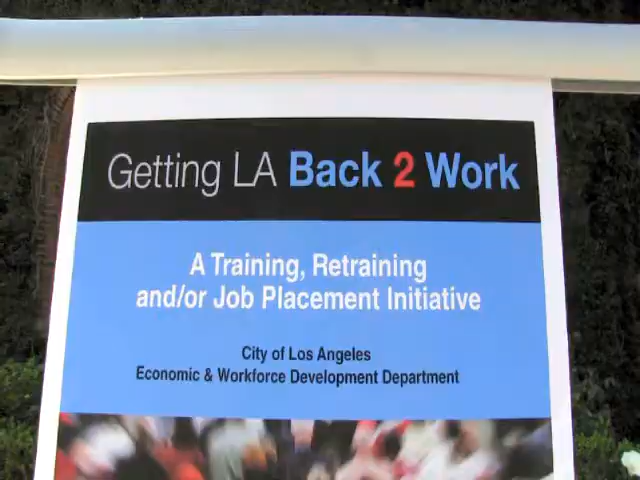 Getting LA Back 2 Work
A Training, Retraining
and/or Job Placement Initiative
City of Los Angeles
Economic & Workforce Development Department